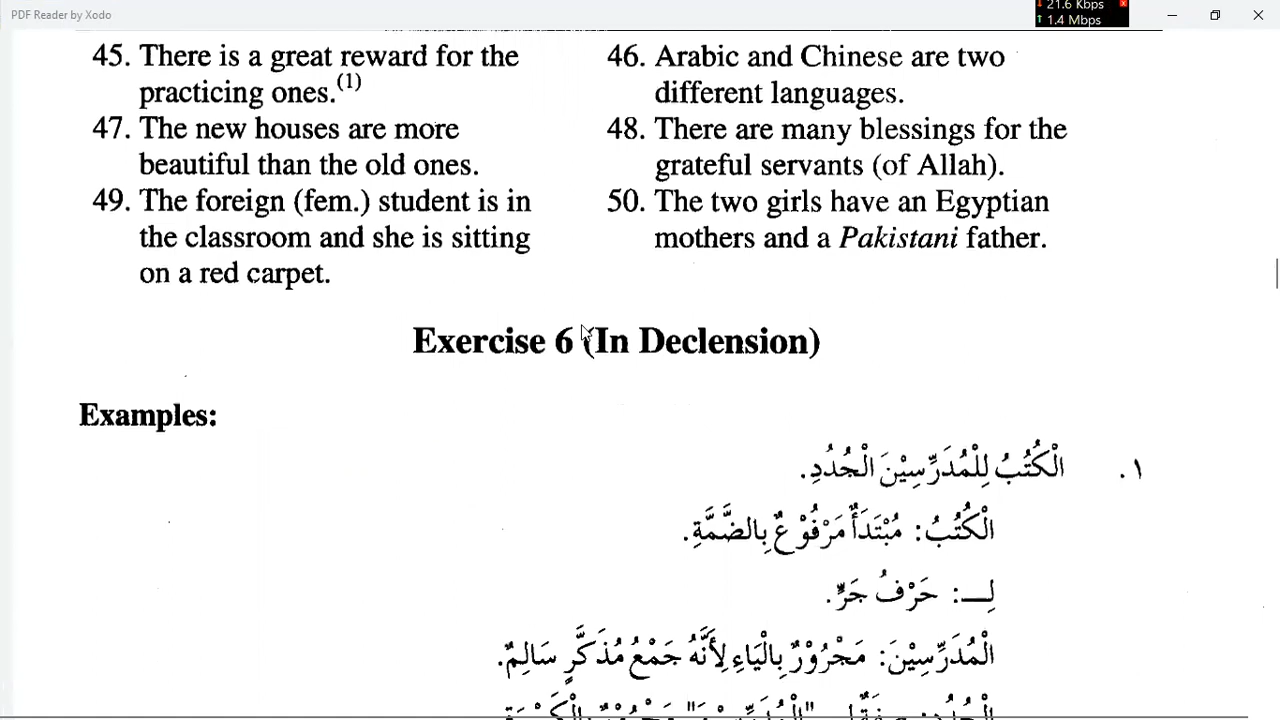 PDF Reader by Xodo
21.6 Kbps
1.4 Mbps
45. There is a great reward for the
practicing ones.(1)
46. Arabic and Chinese are two
different languages.
47. The new houses are more
beautiful than the old ones.
48. There are many blessings for the
grateful servants (of Allah).
49. The foreign (fem.) student is in
the classroom and she is sitting
on a red carpet.
50. The two girls have an Egyptian
mothers and a Pakistani father.
Exercise 6 (In Declension)
Examples:
١. الْكُتُبُ لِلْمُدَرِّسِيْنَ الْجُدُدِ.
الْكُتُبُ: مُبْتَدَأٌ مَرْفُوْعٌ بِالضَّمَّةِ.
لِــ: حَرْفُ جَرٍّ.
الْمُدَرِّسِيْنَ: مَجْرُوْرٌ بِالْيَاءِ لِأَنَّهُ جَمْعُ مُذَكَّرٍ سَالِمٌ.